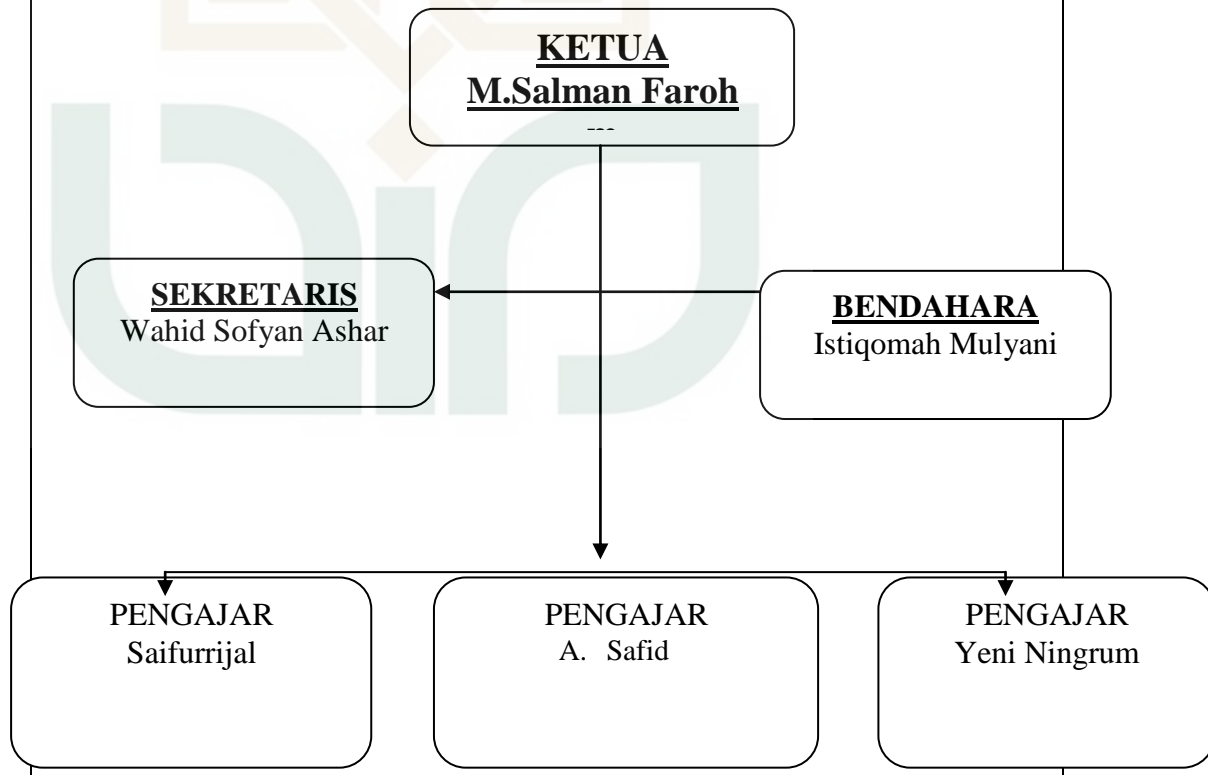 KETUA
M.Salman Faroh
SEKRETARIS
Wahid Sofyan Ashar
BENDAHARA
Istiqomah Mulyani
PENGAJAR
Saifurrijal
PENGAJAR
A. Safid
PENGAJAR
Yeni Ningrum